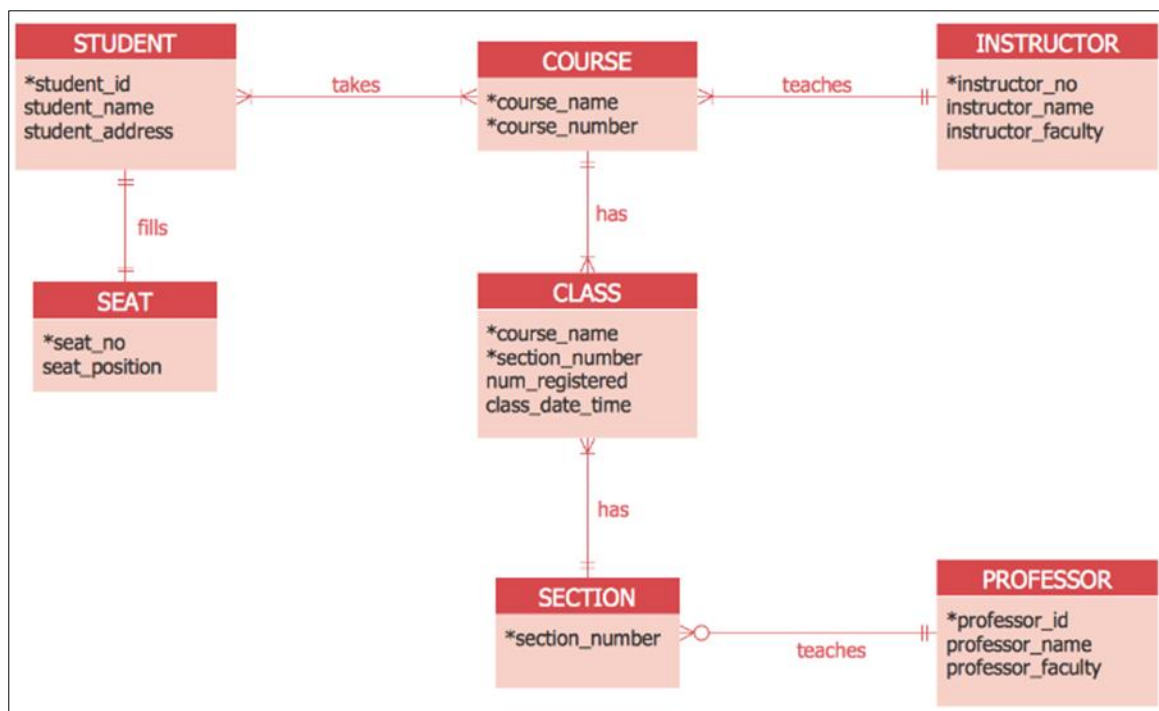 STUDENT
*student_id
student_name
student_address
takes
COURSE
*course_name
*course_number
teaches
INSTRUCTOR
*instructor_no
instructor_name
instructor_faculty
fills
has
SEAT
*seat_no
seat_position
CLASS
*course_name
*section_number
num_registered
class_date_time
has
SECTION
*section_number
teaches
PROFESSOR
*professor_id
professor_name
professor_faculty